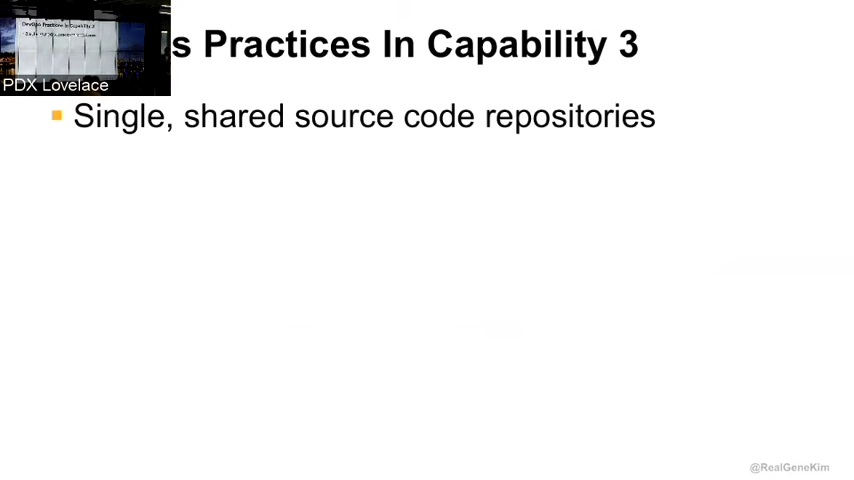 s Practices In Capability 3
PDX Lovelace
Single, shared source code repositories
@RealGeneKim